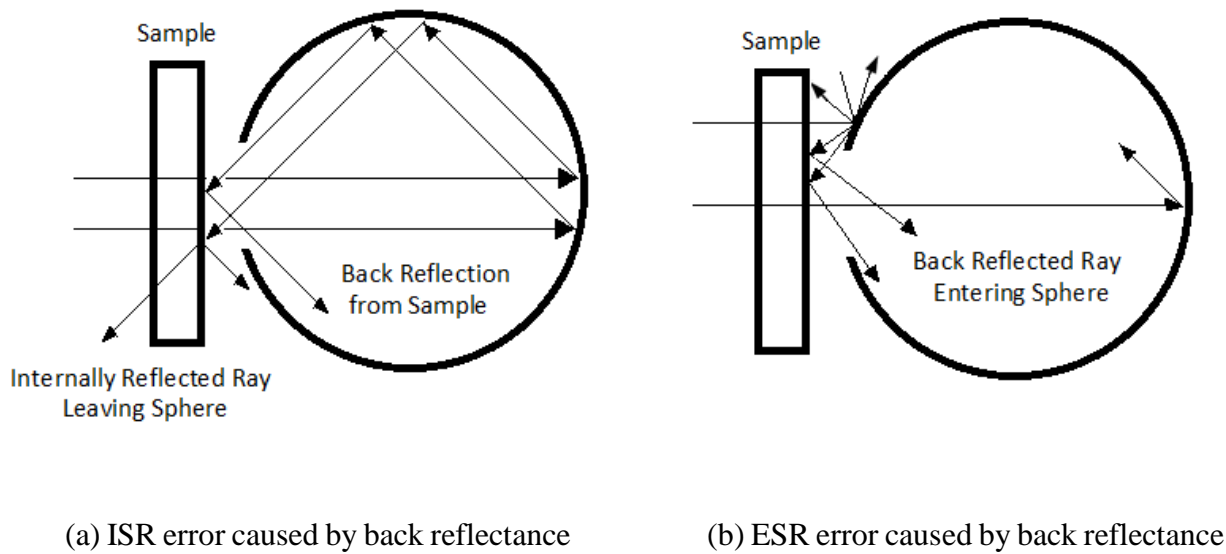 Sample
Back Reflection
from Sample
Internally Reflected Ray
Leaving Sphere
(a) ISR error caused by back reflectance
Sample
Back Reflected Ray
Entering Sphere
(b) ESR error caused by back reflectance